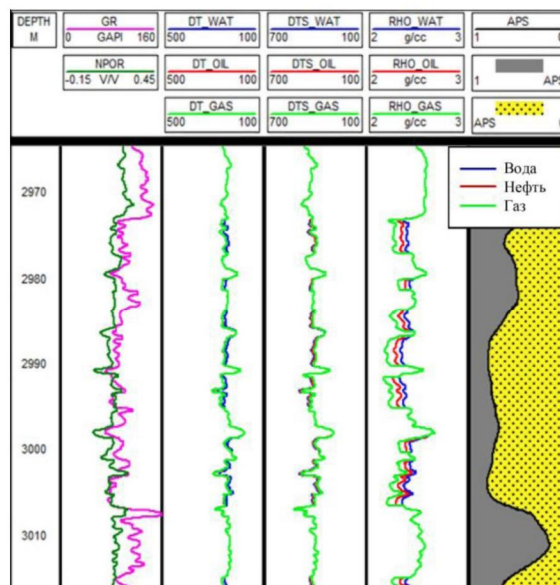 DEPTH
M
GR
0 GAPI 160
NPOR
-0.15 V/V 0.45
DT_WAT
500 100
DT_OIL
500 100
DT_GAS
500 100
DTS_WAT
700 100
DTS_OIL
700 100
DTS_GAS
700 100
RHO_WAT
2 g/cc 3
RHO_OIL
2 g/cc 3
RHO_GAS
2 g/cc 3
APS
1
1 APS
APS
Вода
Нефть
Газ
2970
2980
2990
3000
3010